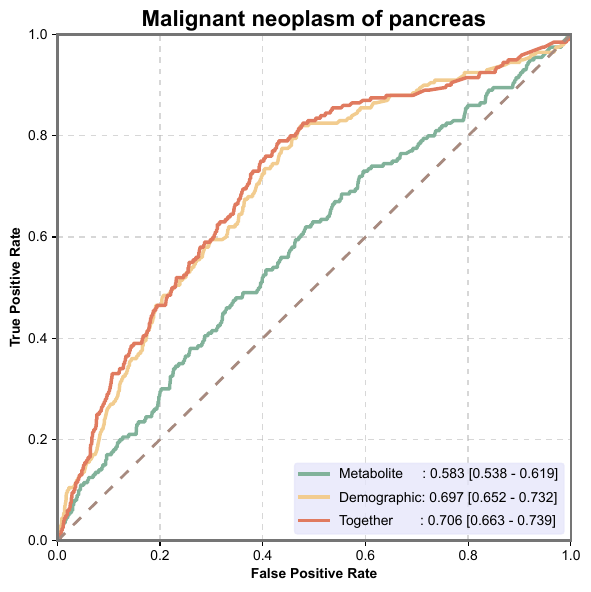 Malignant neoplasm of pancreas
1.0
0.8
0.6
0.4
0.2
0.0
True Positive Rate
Metabolite : 0.583 [0.538 - 0.619]
Demographic: 0.697 [0.652 - 0.732]
Together : 0.706 [0.663 - 0.739]
0.0 0.2 0.4 0.6 0.8 1.0
False Positive Rate